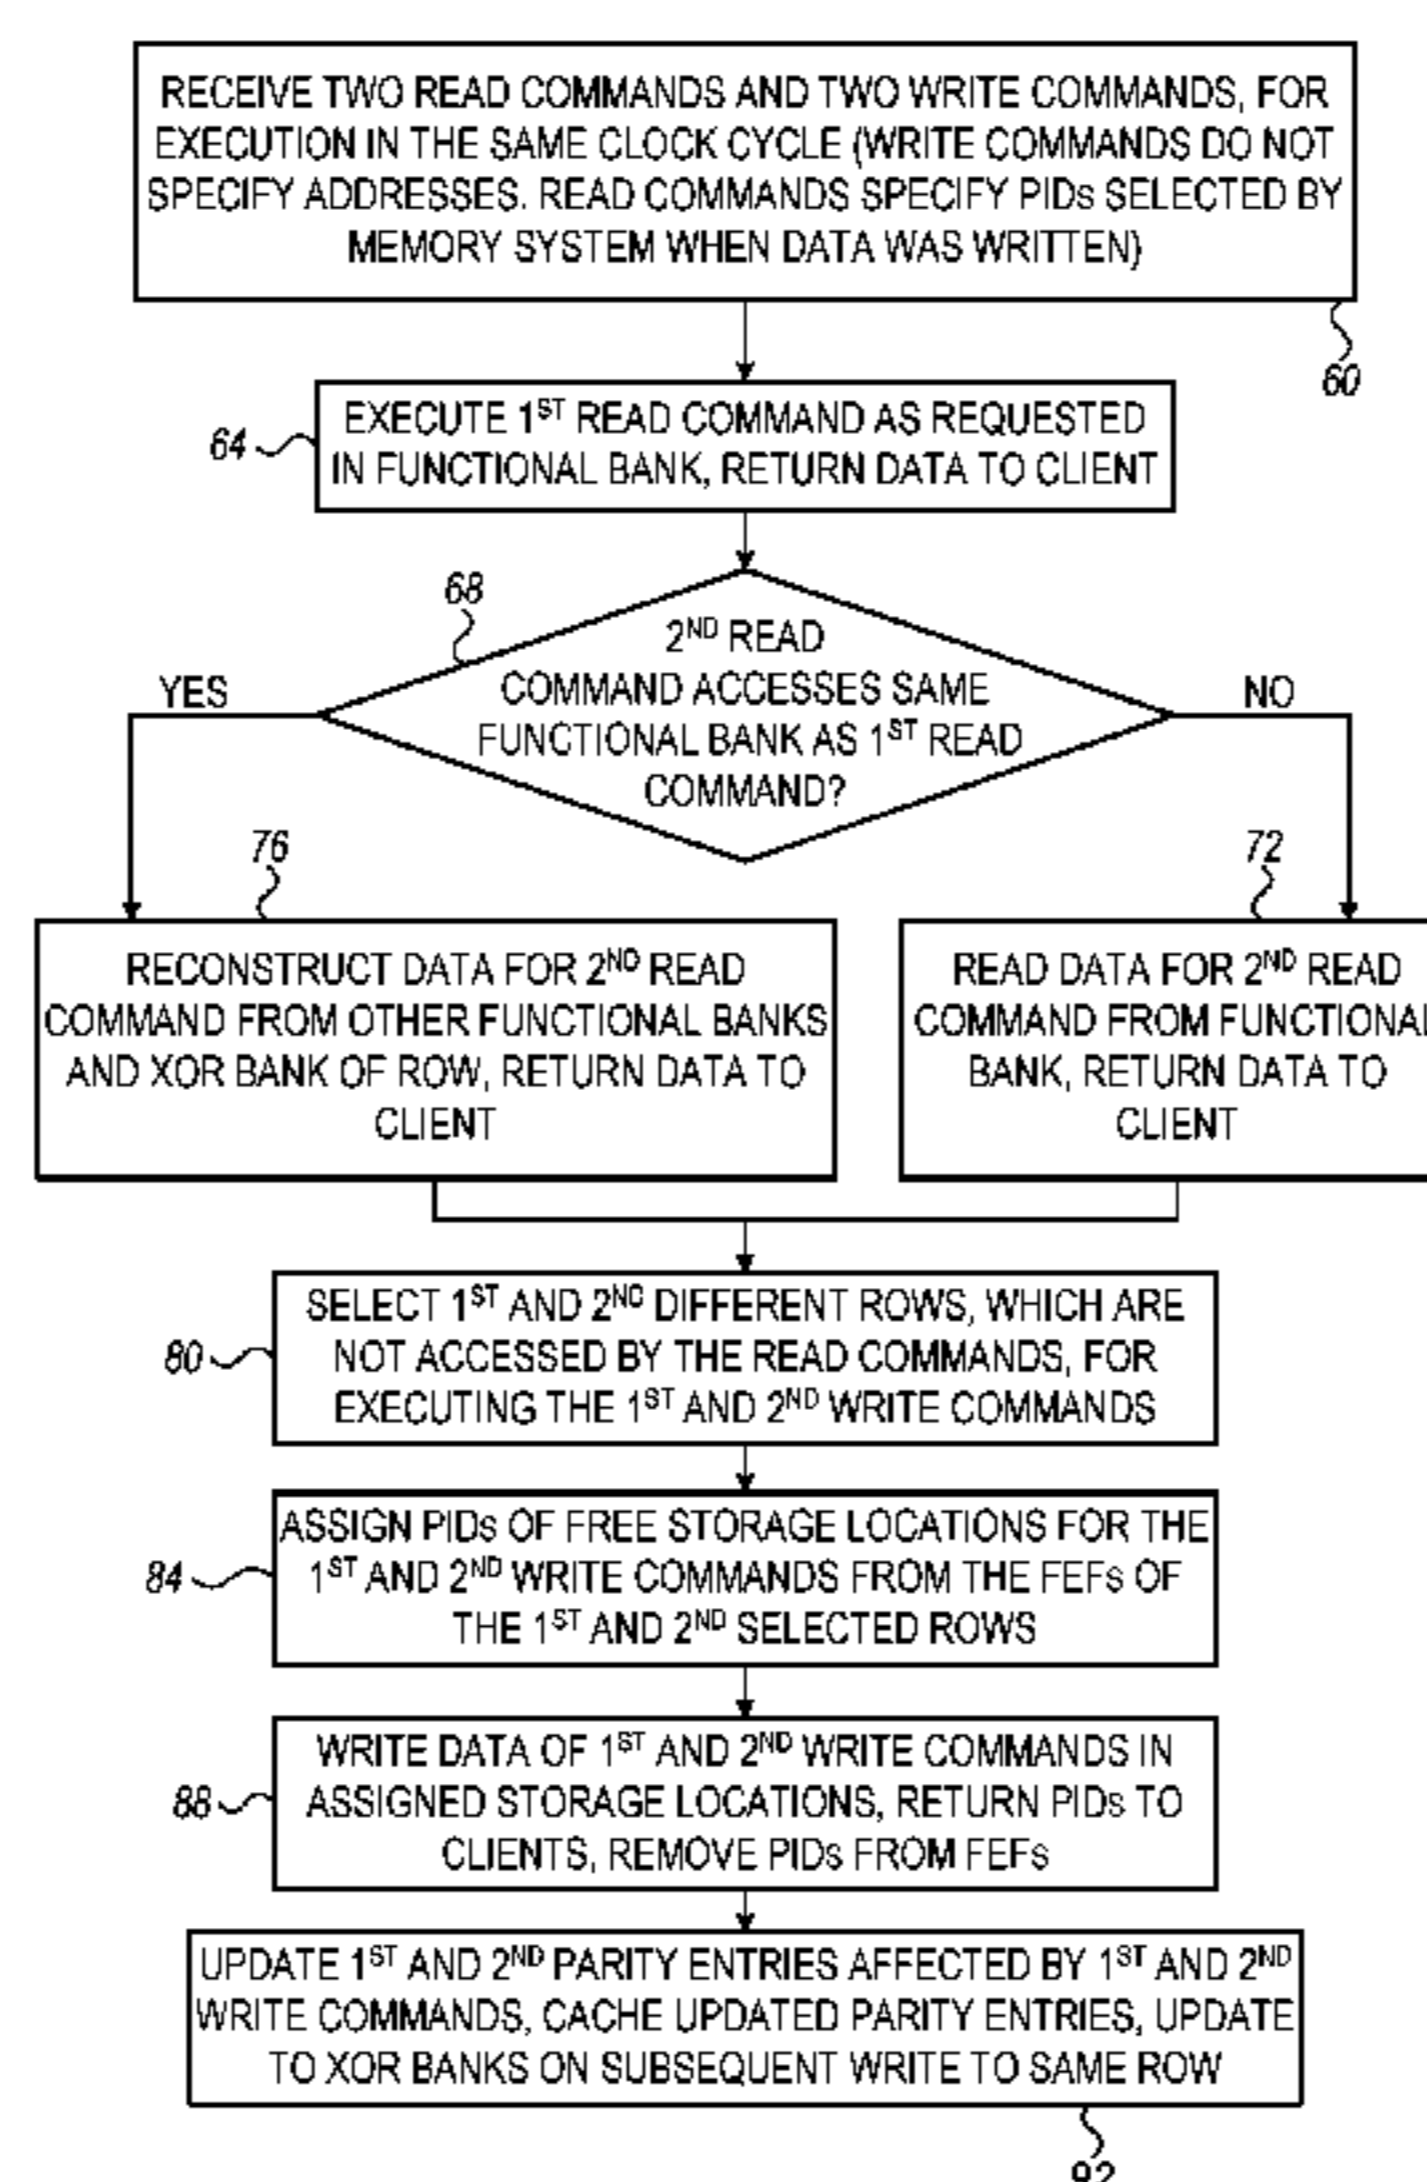 RECEIVE TWO READ COMMANDS AND TWO WRITE COMMANDS, FOR
EXECUTION IN THE SAME CLOCK CYCLE (WRITE COMMANDS DO NOT
SPECIFY ADDRESSES. READ COMMANDS SPECIFY PIDs SELECTED BY
MEMORY SYSTEM WHEN DATA WAS WRITTEN)
60
64
EXECUTE 1ST READ COMMAND AS REQUESTED
IN FUNCTIONAL BANK, RETURN DATA TO CLIENT
68
2ND READ
COMMAND ACCESSES SAME
FUNCTIONAL BANK AS 1ST READ
COMMAND?
YES
NO
76
RECONSTRUCT DATA FOR 2ND READ
COMMAND FROM OTHER FUNCTIONAL BANKS
AND XOR BANK OF ROW, RETURN DATA TO
CLIENT
72
READ DATA FOR 2ND READ
COMMAND FROM FUNCTIONAL
BANK, RETURN DATA TO
CLIENT
80
SELECT 1ST AND 2ND DIFFERENT ROWS, WHICH ARE
NOT ACCESSED BY THE READ COMMANDS, FOR
EXECUTING THE 1ST AND 2ND WRITE COMMANDS
84
ASSIGN PIDs OF FREE STORAGE LOCATIONS FOR THE
1ST AND 2ND WRITE COMMANDS FROM THE FEFs OF
THE 1ST AND 2ND SELECTED ROWS
88
WRITE DATA OF 1ST AND 2ND WRITE COMMANDS IN
ASSIGNED STORAGE LOCATIONS, RETURN PIDs TO
CLIENTS, REMOVE PIDs FROM FEFs
UPDATE 1ST AND 2ND PARITY ENTRIES AFFECTED BY 1ST AND 2ND
WRITE COMMANDS, CACHE UPDATED PARITY ENTRIES, UPDATE
TO XOR BANKS ON SUBSEQUENT WRITE TO SAME ROW
92